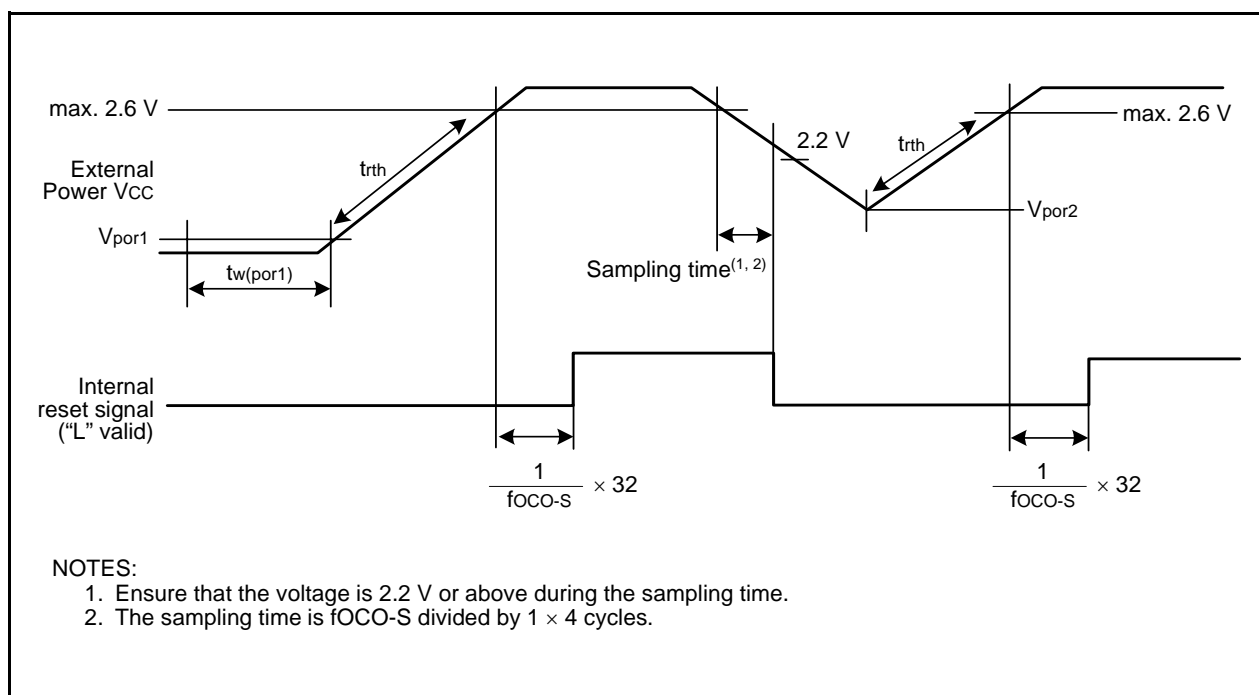 max. 2.6 V
2.2 V
max. 2.6 V
trth
trth
External
Power VCC
Vpor1
Vpor2
tw(por1)
Sampling time(1, 2)
Internal
reset signal
(“L” valid)
1
fOCO-S
× 32
1
fOCO-S
× 32
NOTES:
1. Ensure that the voltage is 2.2 V or above during the sampling time.
2. The sampling time is fOCO-S divided by 1 × 4 cycles.